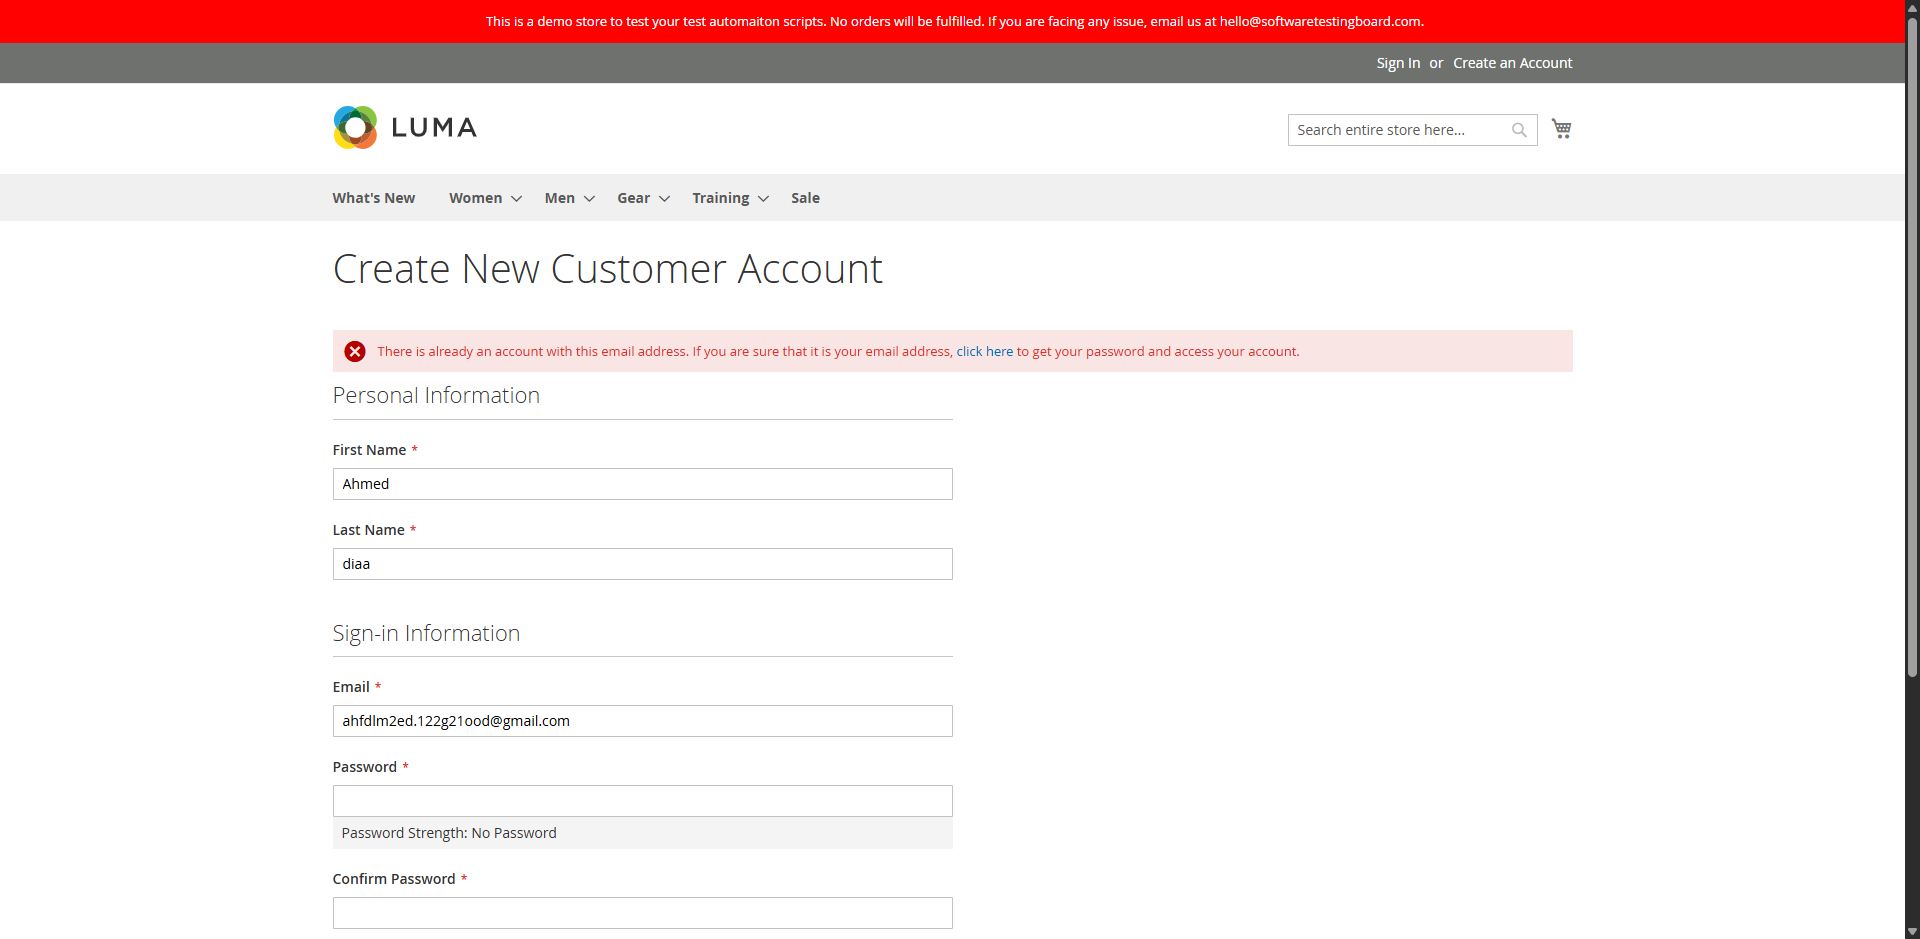 This is a demo store to test your test automaiton scripts. No orders will be fulfilled. If you are facing any issue, email us at hello@softwaretestingboard.com.
Sign In or Create an Account
LUMA
Search entire store here...
What's New Women Men Gear Training Sale
Create New Customer Account
There is already an account with this email address. If you are sure that it is your email address, click here to get your password and access your account.
Personal Information
First Name *
Ahmed
Last Name *
diaa
Sign-in Information
Email *
ahfdlm2ed.122g21ood@gmail.com
Password *
Password Strength: No Password
Confirm Password *